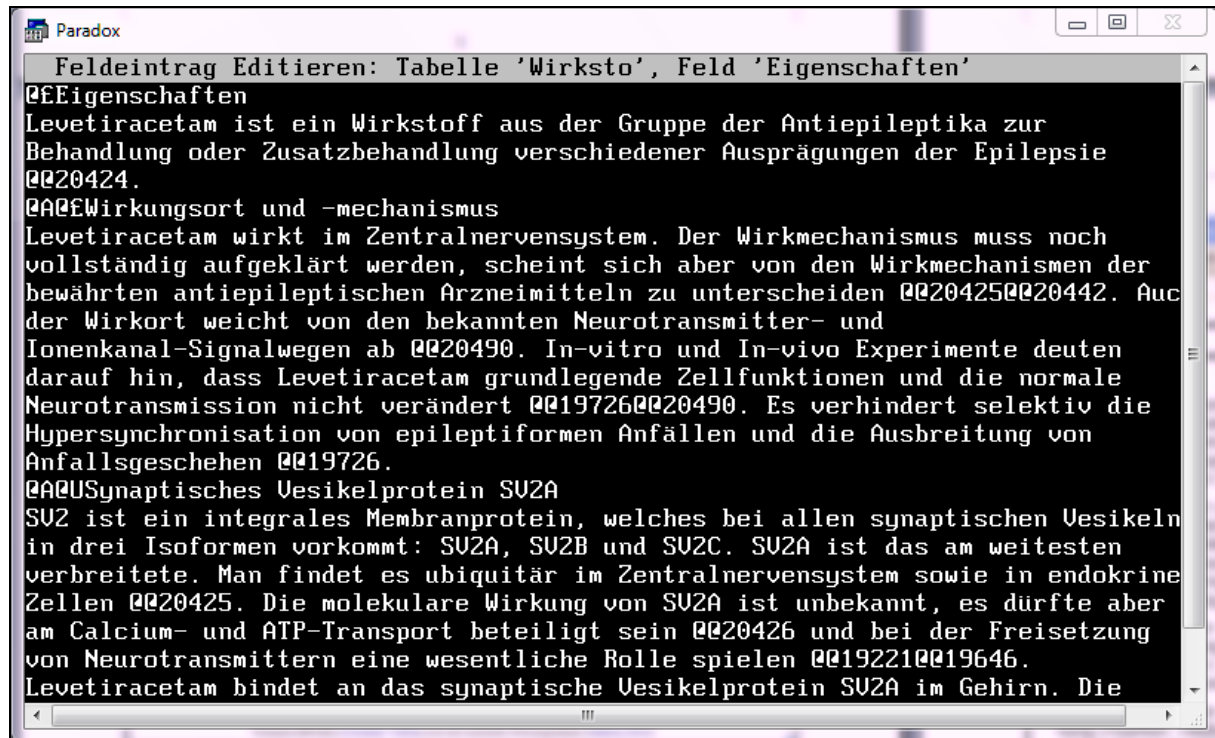 Paradox
Feldeintrag Editieren: Tabelle 'Wirksto', Feld 'Eigenschaften'
@£Eigenschaften
Levetiracetam ist ein Wirkstoff aus der Gruppe der Antiepileptika zur
Behandlung oder Zusatzbehandlung verschiedener Ausprägungen der Epilepsie
@@20424.
@A@£Wirkungsort und -mechanismus
Levetiracetam wirkt im Zentralnervensystem. Der Wirkmechanismus muss noch
vollständig aufgeklärt werden, scheint sich aber von den Wirkmechanismen der
bewährten antiepileptischen Arzneimitteln zu unterscheiden @@20425@@20442. Auc
der Wirkort weicht von den bekannten Neurotransmitter- und
Ionenkanal-Signalwegen ab @@20490. In-vitro und In-vivo Experimente deuten
darauf hin, dass Levetiracetam grundlegende Zellfunktionen und die normale
Neurotransmission nicht verändert @@19726@@20490. Es verhindert selektiv die
Hypersynchronisation von epileptiformen Anfällen und die Ausbreitung von
Anfallsgeschehen @@19726.
@A@USynaptisches Vesikelprotein SV2A
SV2 ist ein integrales Membranprotein, welches bei allen synaptischen Vesikeln
in drei Isoformen vorkommt: SV2A, SV2B und SV2C. SV2A ist das am weitesten
verbreitete. Man findet es ubiquitär im Zentralnervensystem sowie in endokrine
Zellen @@20425. Die molekulare Wirkung von SV2A ist unbekannt, es dürfte aber
am Calcium- und ATP-Transport beteiligt sein @@20426 und bei der Freisetzung
von Neurotransmittern eine wesentliche Rolle spielen @@19221@@19646.
Levetiracetam bindet an das synaptische Vesikelprotein SV2A im Gehirn. Die